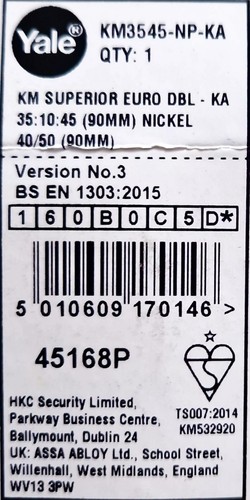 Yale®
KM3545-NP-KA
QTY: 1
KM SUPERIOR EURO DBL - KA
35:10:45 (90MM) NICKEL
40/50 (90MM)
Version No.3
BS EN 1303:2015
1 6 0 B 0 C 5 D*
5 010609 170146 >
45168P
HKC Security Limited,
Parkway Business Centre,
Ballymount, Dublin 24
TS007:2014
KM532920
UK: ASSA ABLOY Ltd., School Street,
Willenhall, West Midlands, England
WV13 3PW